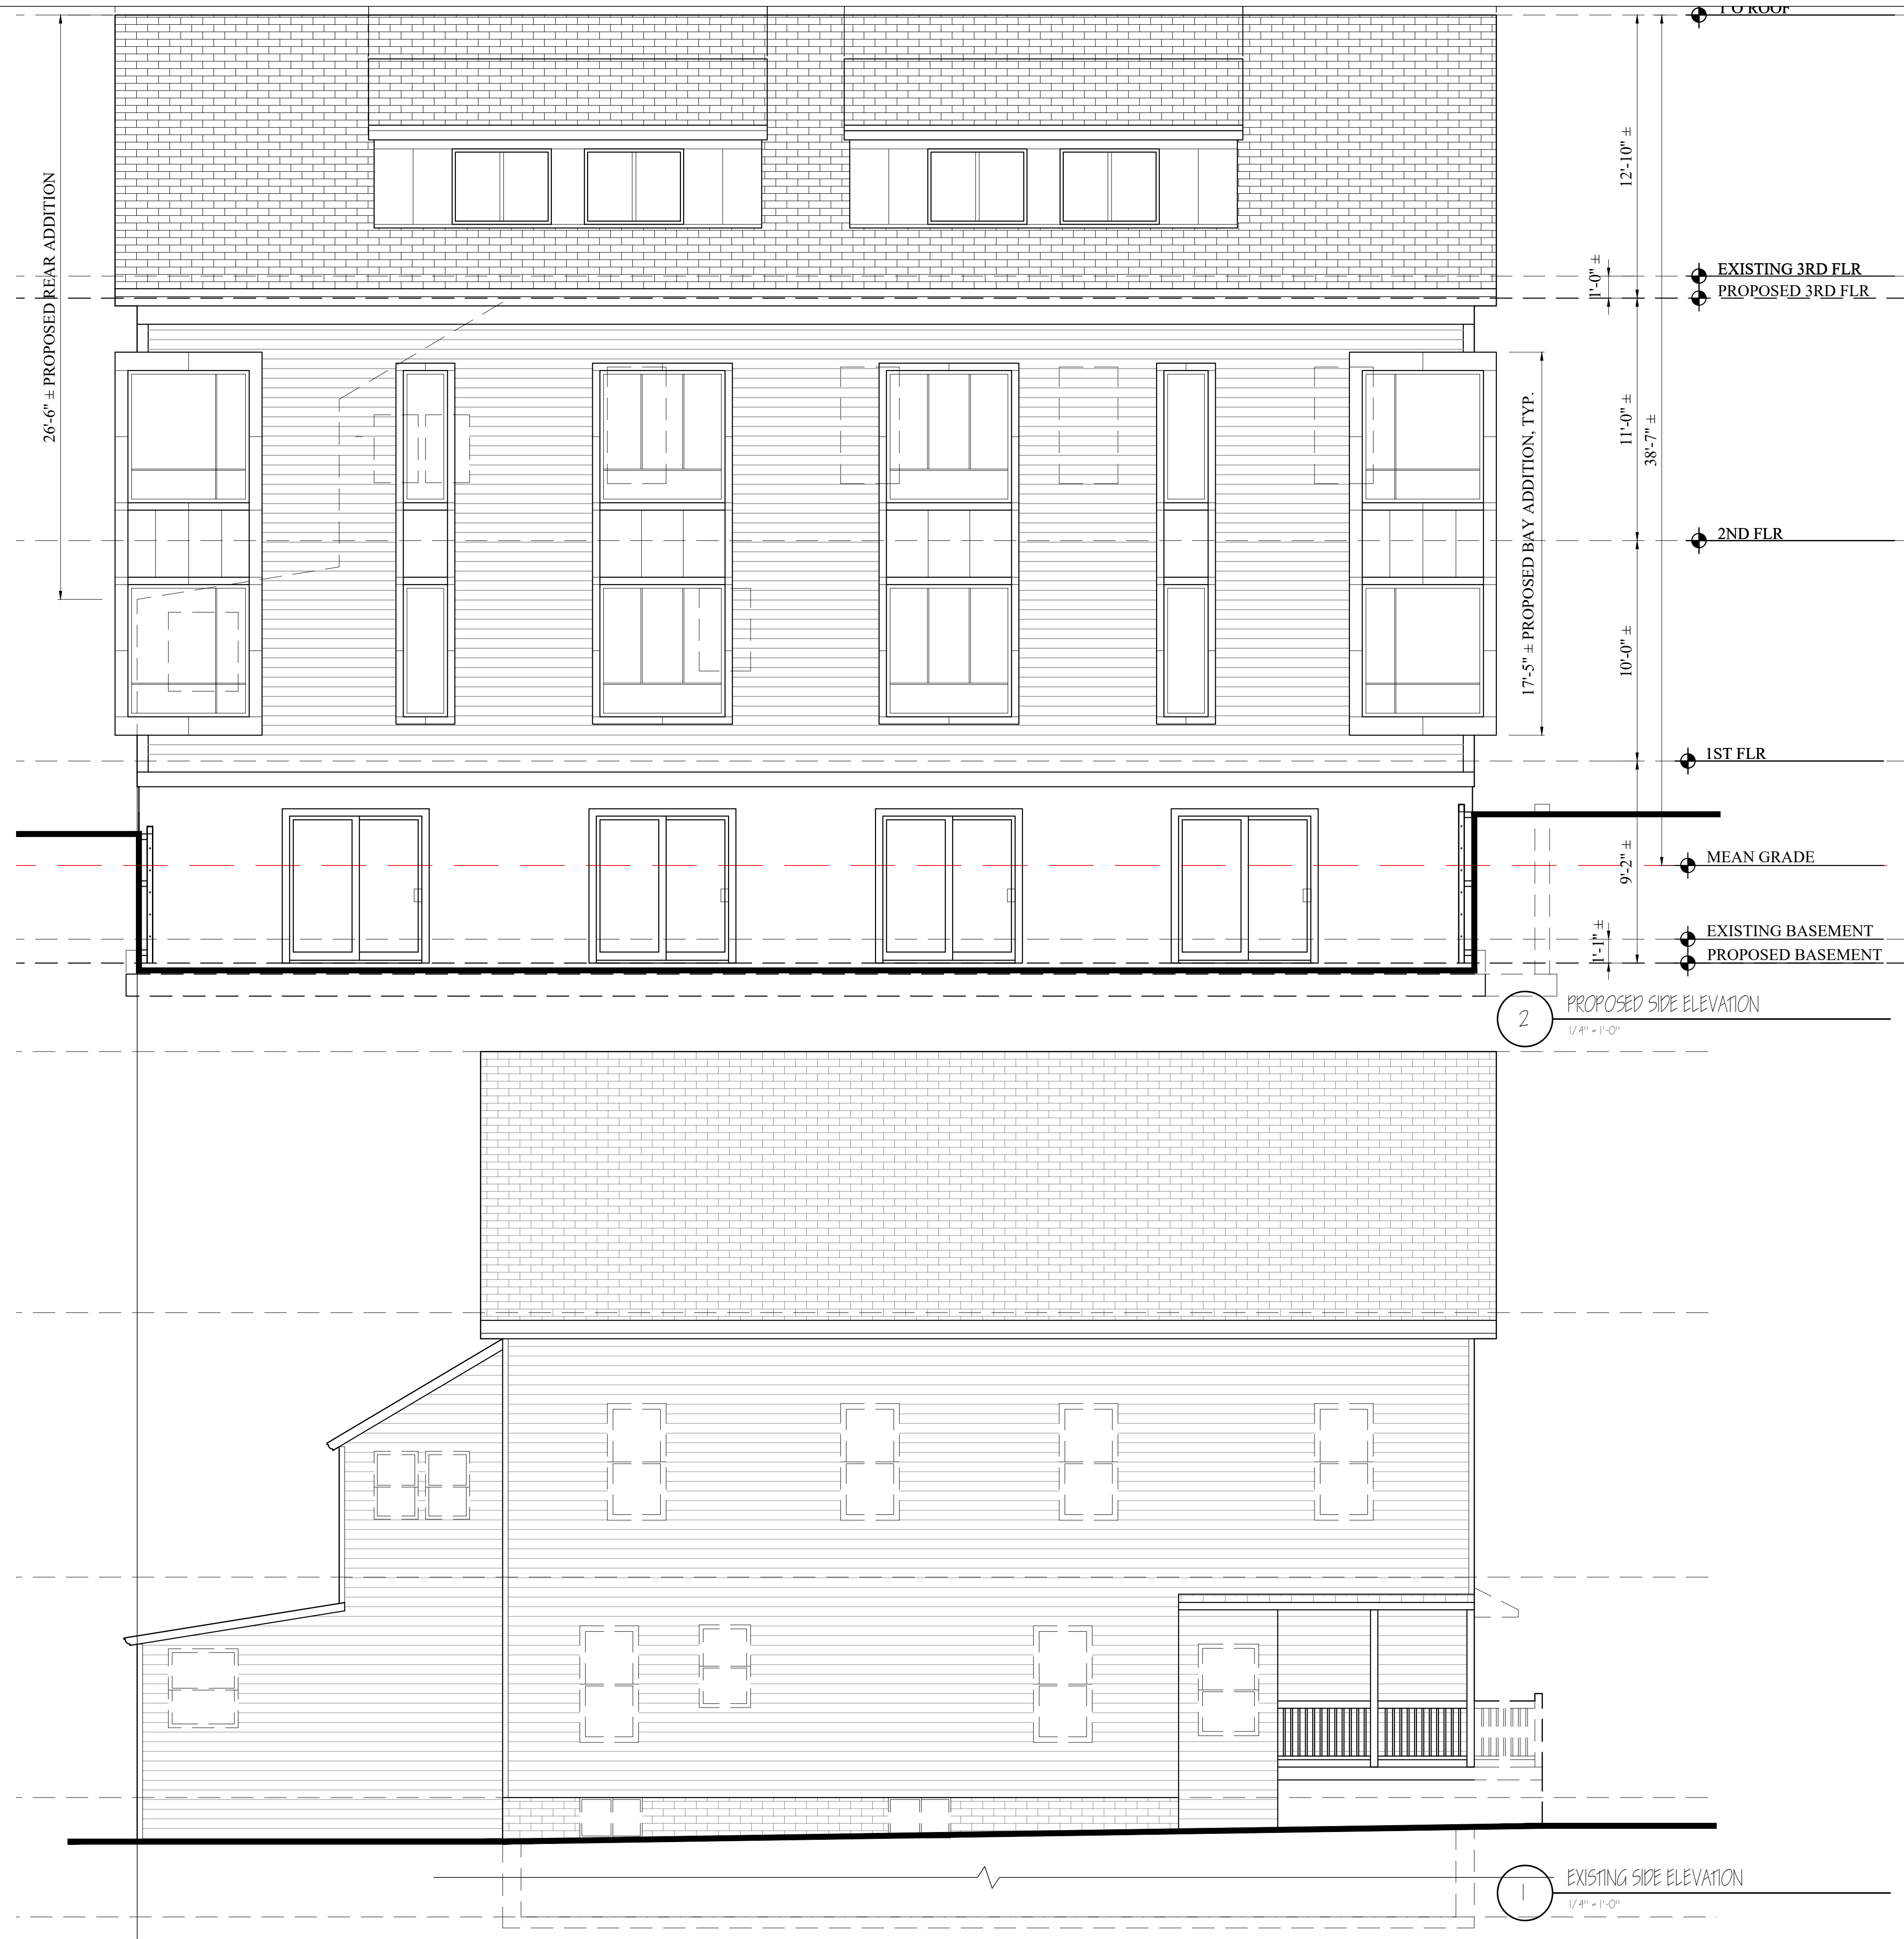 T O ROOF
12'-10" ±
26'-6" ± PROPOSED REAR ADDITION
EXISTING 3RD FLR
1'-0" ±
PROPOSED 3RD FLR
17'-5" ± PROPOSED BAY ADDITION, TYP.
11'-0" ±
38'-7" ±
2ND FLR
10'-0" ±
1ST FLR
9'-2" ±
MEAN GRADE
1'-1" ±
EXISTING BASEMENT
PROPOSED BASEMENT
2
PROPOSED SIDE ELEVATION
1/4" = 1'-0"
1
EXISTING SIDE ELEVATION
1/4" = 1'-0"